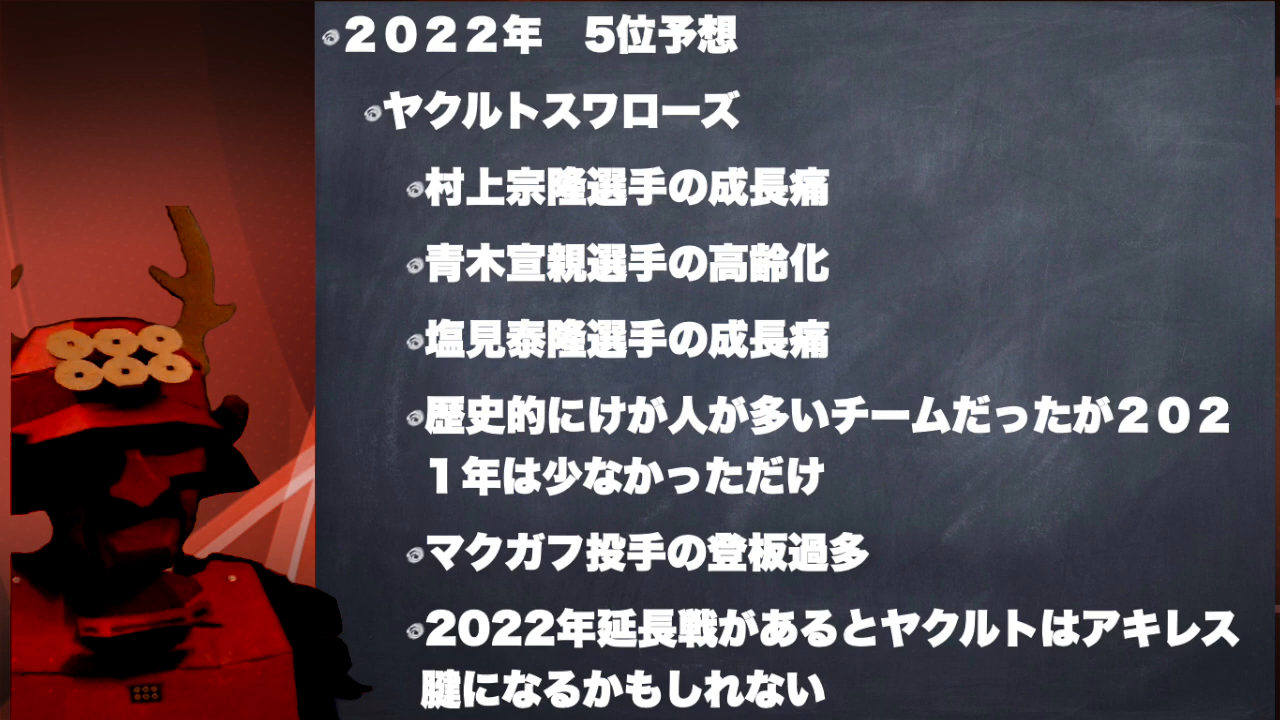 ２０２２年　5位予想
ヤクルトスワローズ
村上宗隆選手の成長痛
青木宣親選手の高齢化
塩見泰隆選手の成長痛
歴史的にけが人が多いチームだったが２０２
１年は少なかっただけ
マクガフ投手の登板過多
2022年延長戦があるとヤクルトはアキレス
腱になるかもしれない